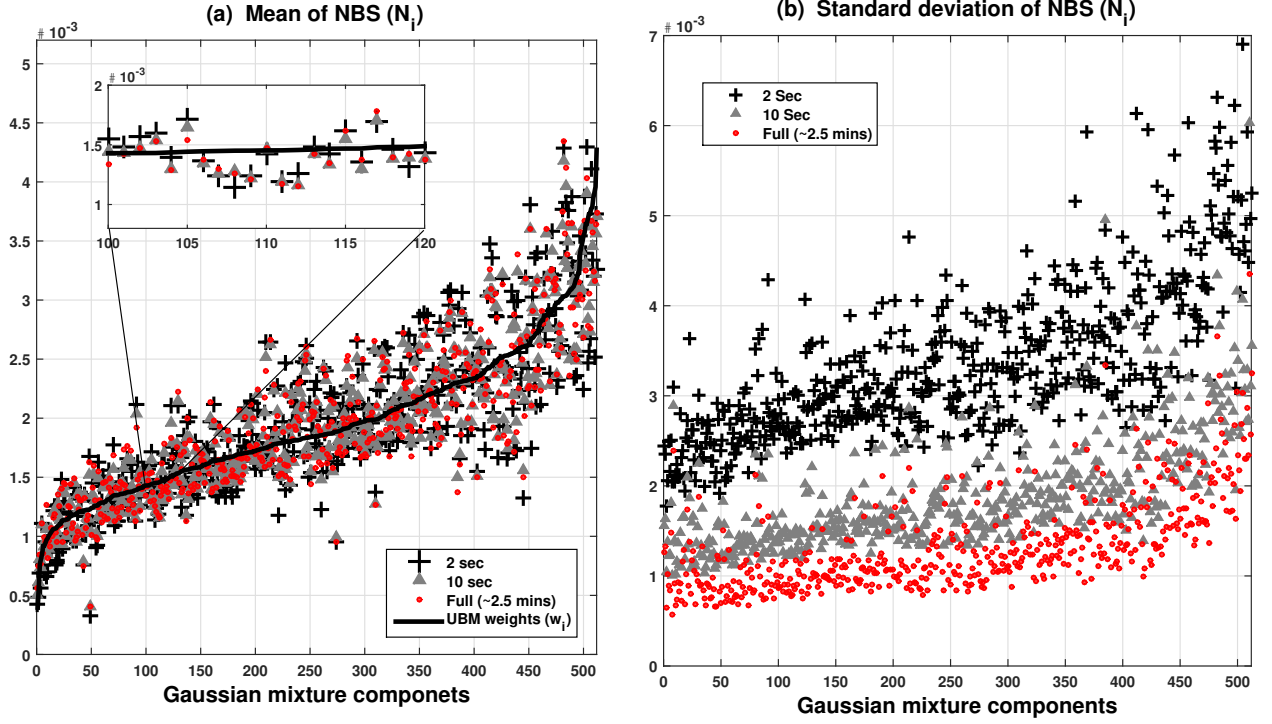 (a) Mean of NBS (N_i)
# 10^-3
5
4.5
4
3.5
3
2.5
2
1.5
1
0.5
0
# 10^-3
2
1.5
1
100 105 110 115 120
2 sec
10 sec
Full (~2.5 mins)
UBM weights (w_i)
0 50 100 150 200 250 300 350 400 450 500
Gaussian mixture componets
(b) Standard deviation of NBS (N_i)
# 10^-3
7
6
5
4
3
2
1
0
2 Sec
10 Sec
Full (~2.5 mins)
0 50 100 150 200 250 300 350 400 450 500
Gaussian mixture components